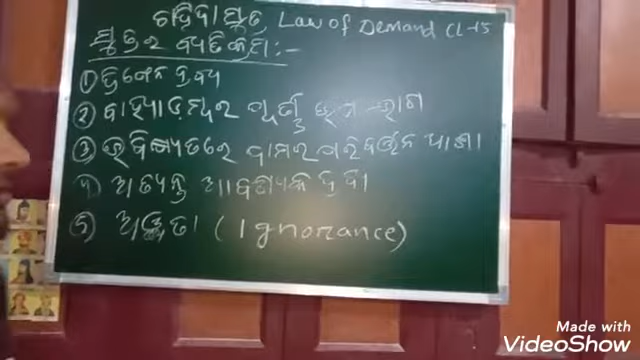 ଚାହିଦା ସୂତ୍ର Law of Demand CL-15
ସୂତ୍ରର ବ୍ୟତିକ୍ରମ :-
① ଗିଫେନ ଦ୍ରବ୍ୟ
② ବାହ୍ୟାଡମ୍ବର ପୂର୍ଣ୍ଣ
③ ଭବିଷ୍ୟତରେ ଦାମର ପରିବର୍ତ୍ତନ ଆଶା
④ ଅତ୍ୟନ୍ତ ଆବଶ୍ୟକ ଦ୍ରବ୍ୟ
⑤ ଅଜ୍ଞତା (Ignorance)
Made with
VideoShow